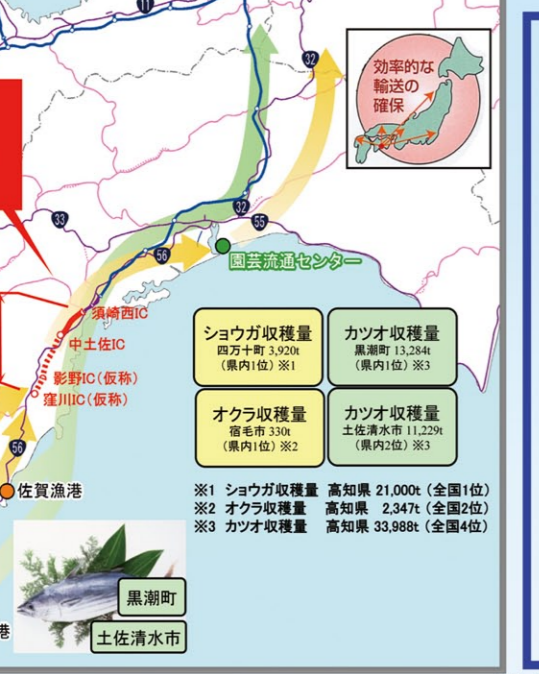 11
32
効率的な
輸送の
確保
33
32
55
56
園芸流通センター
須崎西IC
中土佐IC
影野IC(仮称)
窪川IC(仮称)
56
佐賀漁港
ショウガ収穫量
四万十町 3,920t
(県内1位) ※1
カツオ収穫量
黒潮町 13,284t
(県内1位) ※3
オクラ収穫量
宿毛市 330t
(県内1位) ※2
カツオ収穫量
土佐清水市 11,229t
(県内2位) ※3
※1 ショウガ収穫量 高知県 21,000t (全国1位)
※2 オクラ収穫量 高知県 2,347t (全国2位)
※3 カツオ収穫量 高知県 33,988t (全国4位)
黒潮町
港
土佐清水市